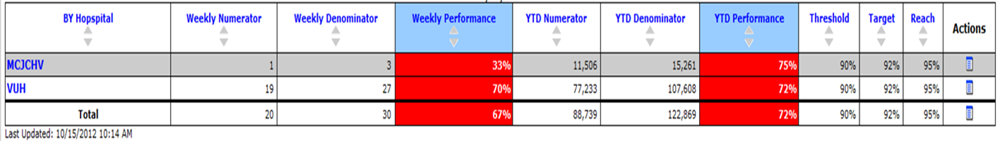 BY Hopspital Weekly Numerator Weekly Denominator Weekly Performance YTD Numerator YTD Denominator YTD Performance Threshold Target Reach Actions
MCJCHV 1 3 33% 11,506 15,261 75% 90% 92% 95%
VUH 19 27 70% 77,233 107,608 72% 90% 92% 95%
Total 20 30 67% 88,739 122,869 72% 90% 92% 95%
Last Updated: 10/15/2012 10:14 AM